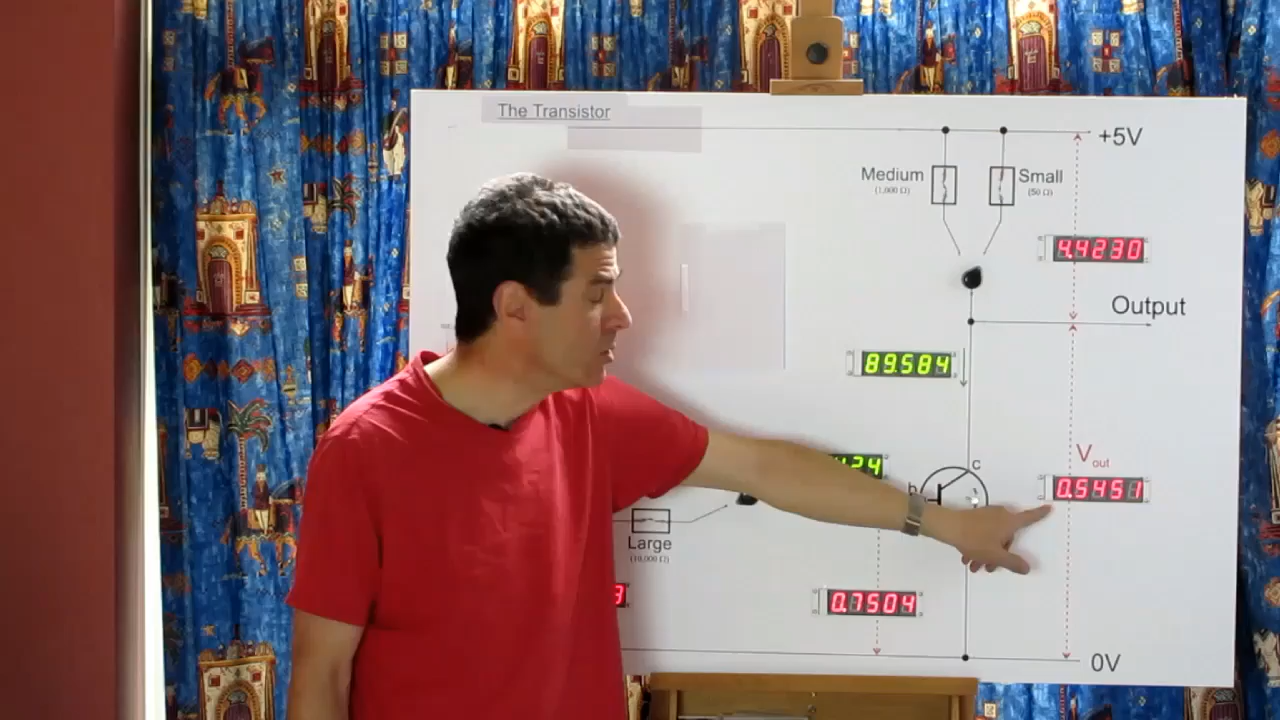 The Transistor
+5V
Medium
(1,000 Ω)
Small
(50 Ω)
4.4230
Output
89.584
Vout
c
b
0.5451
Large
(10,000 Ω)
0.7504
0V